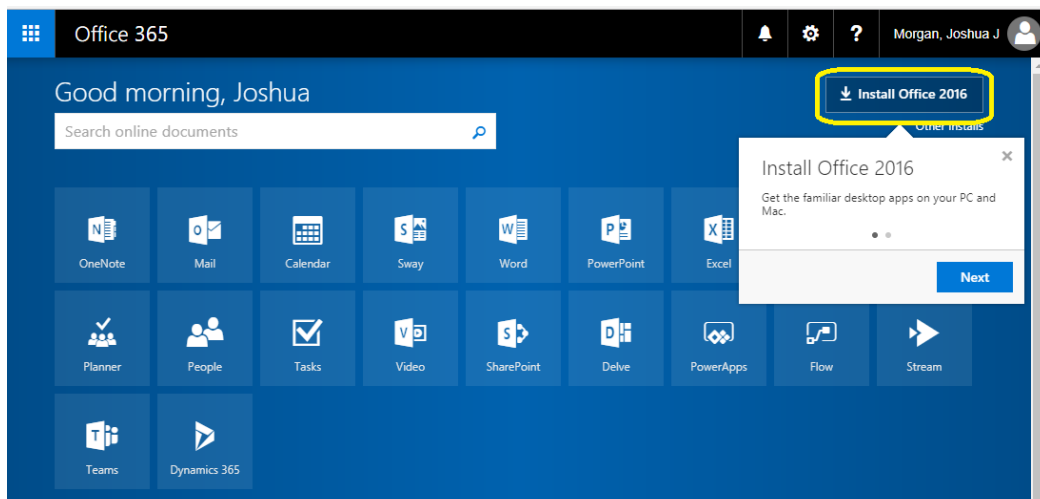 Office 365
?
Morgan, Joshua J
Good morning, Joshua
Install Office 2016
Search online documents
Other installs
Install Office 2016
Get the familiar desktop apps on your PC and
Mac.
Next
OneNote Mail Calendar Sway Word PowerPoint Excel
Planner People Tasks Video SharePoint Delve PowerApps Flow Stream
Teams Dynamics 365